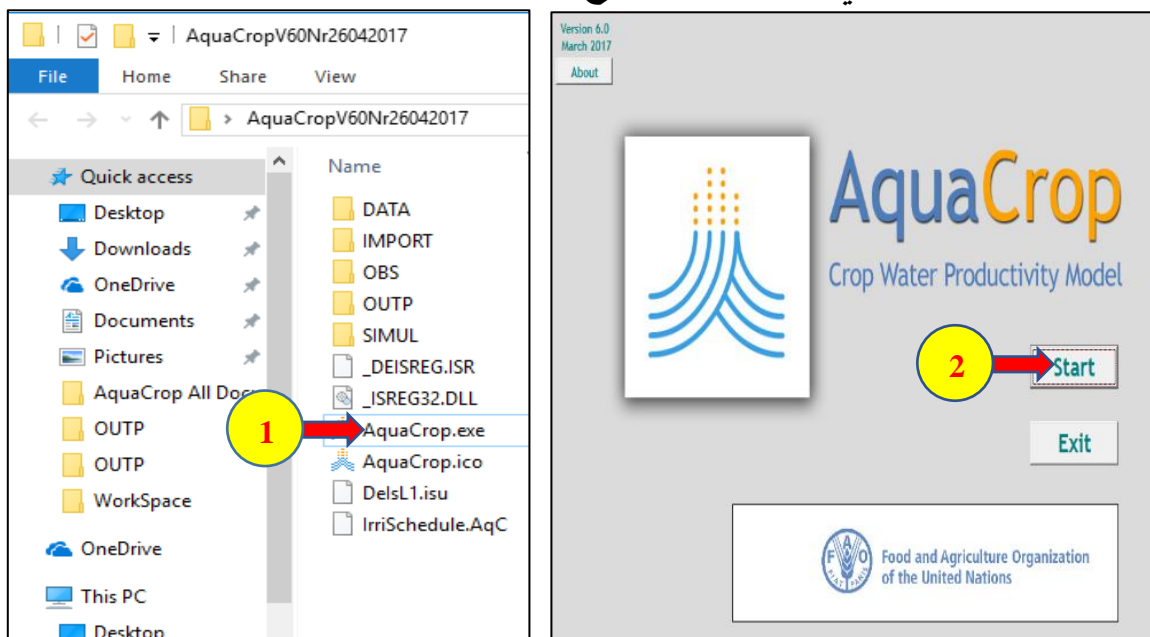 AquaCropV60Nr26042017
File Home Share View
AquaCropV60Nr26042017
Name
Quick access
Desktop
Downloads
OneDrive
Documents
Pictures
AquaCrop All Doc
OUTP
OUTP
WorkSpace
OneDrive
This PC
Desktop
DATA
IMPORT
OBS
OUTP
SIMUL
_DEISREG.ISR
_ISREG32.DLL
AquaCrop.exe
AquaCrop.ico
DelsL1.isu
IrriSchedule.AqC
1
Version 6.0
March 2017
About
AquaCrop
Crop Water Productivity Model
2
Start
Exit
FAO
FIAT PANIS
Food and Agriculture Organization
of the United Nations